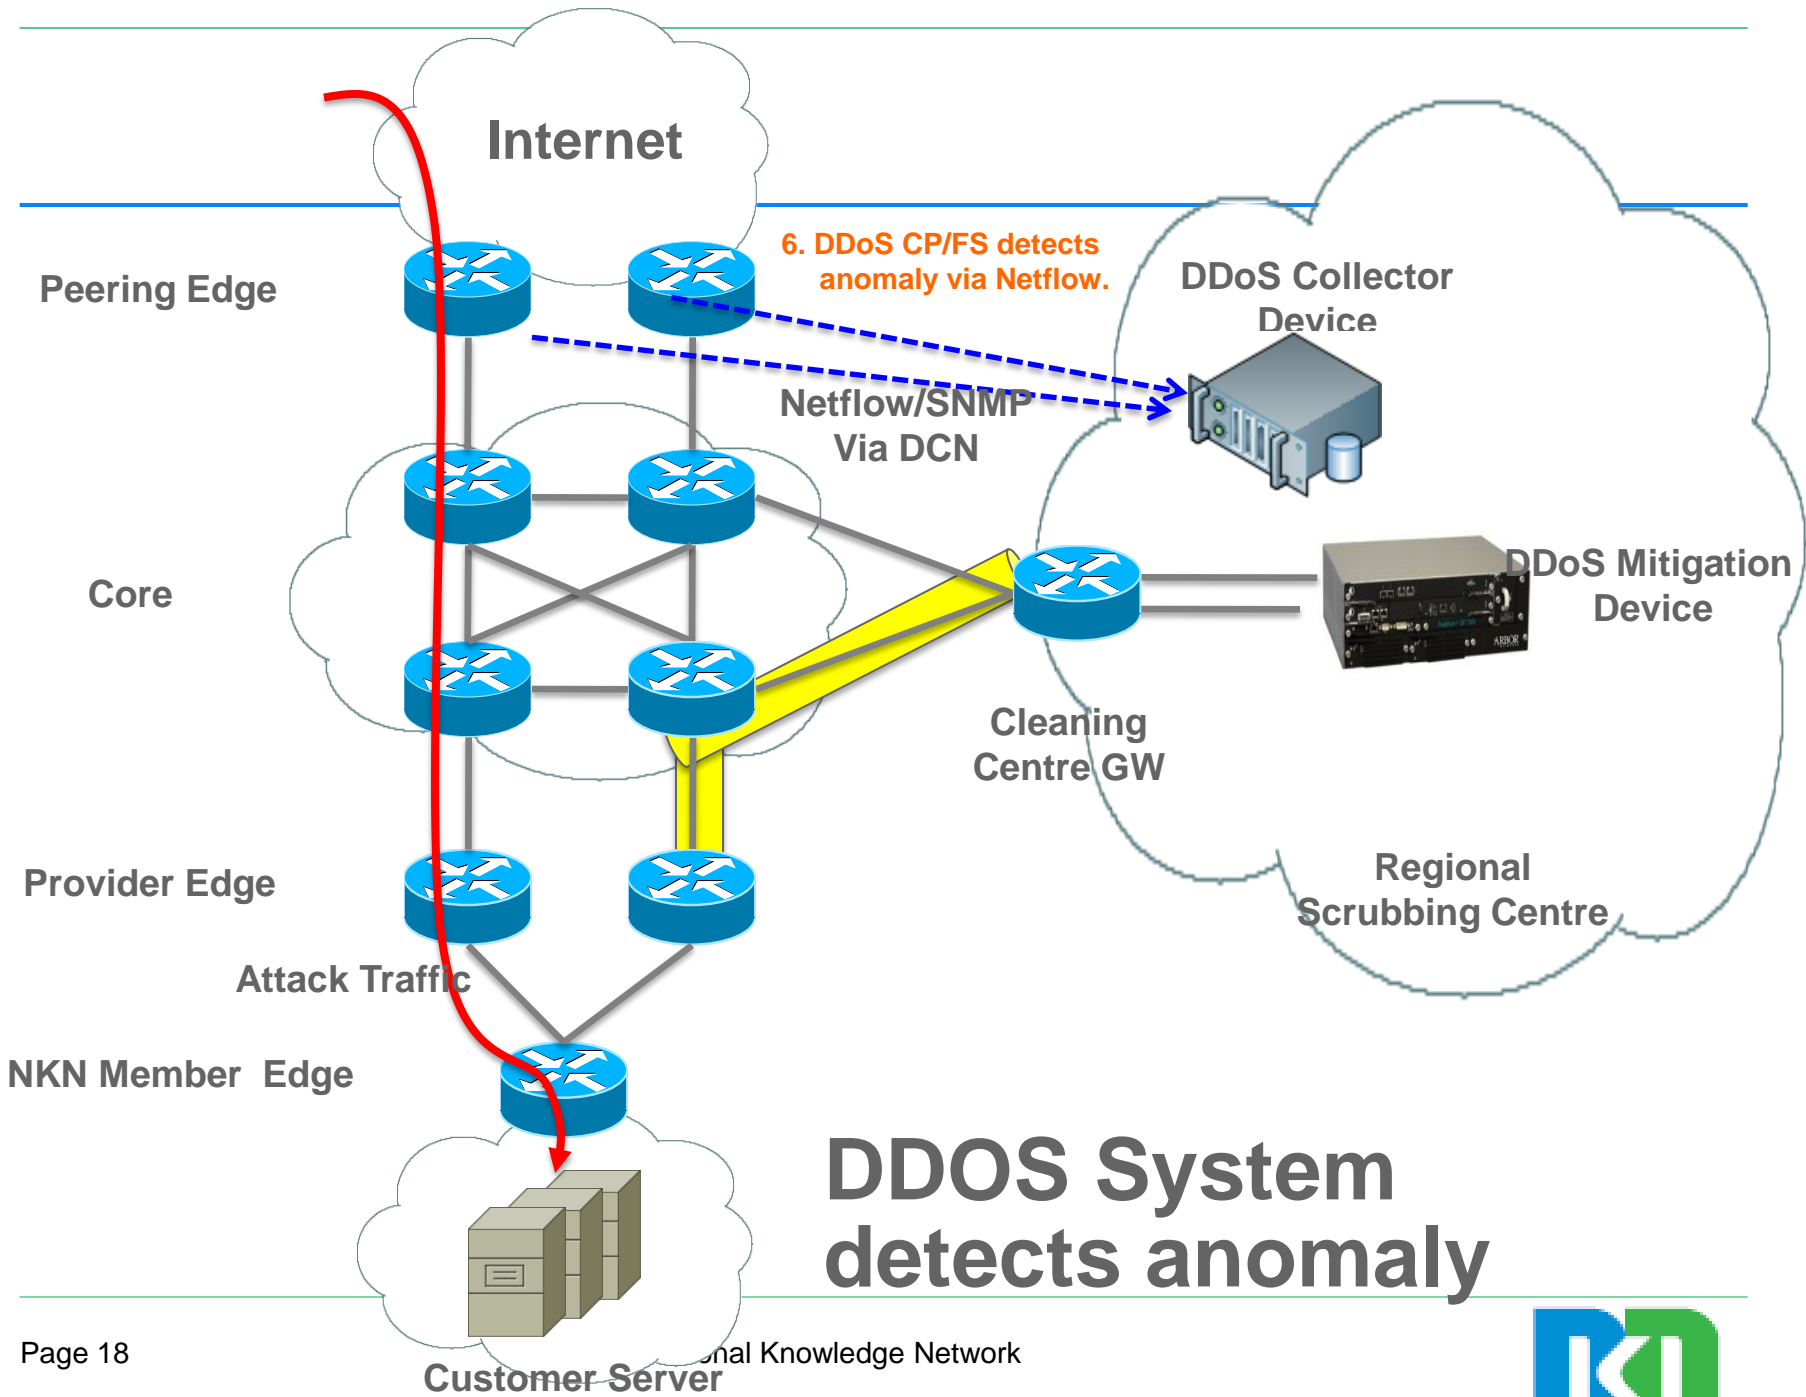 Internet
6. DDoS CP/FS detects
anomaly via Netflow.
Peering Edge
DDoS Collector
Device
Netflow/SNMP
Via DCN
Core
DDoS Mitigation
Device
ARBOR
Cleaning
Centre GW
Provider Edge
Regional
Scrubbing Centre
Attack Traffic
NKN Member  Edge
DDOS System
detects anomaly
Page 18
onal Knowledge Network
Customer Server